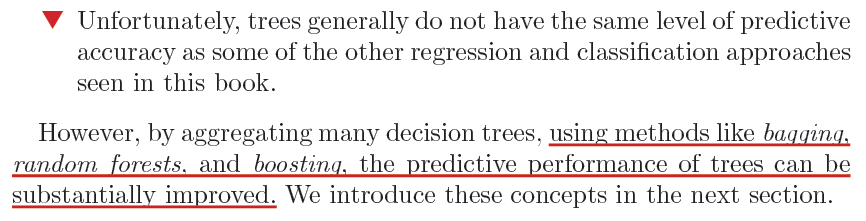 Unfortunately, trees generally do not have the same level of predictive
accuracy as some of the other regression and classification approaches
seen in this book.
However, by aggregating many decision trees, using methods like bagging,
random forests, and boosting, the predictive performance of trees can be
substantially improved. We introduce these concepts in the next section.